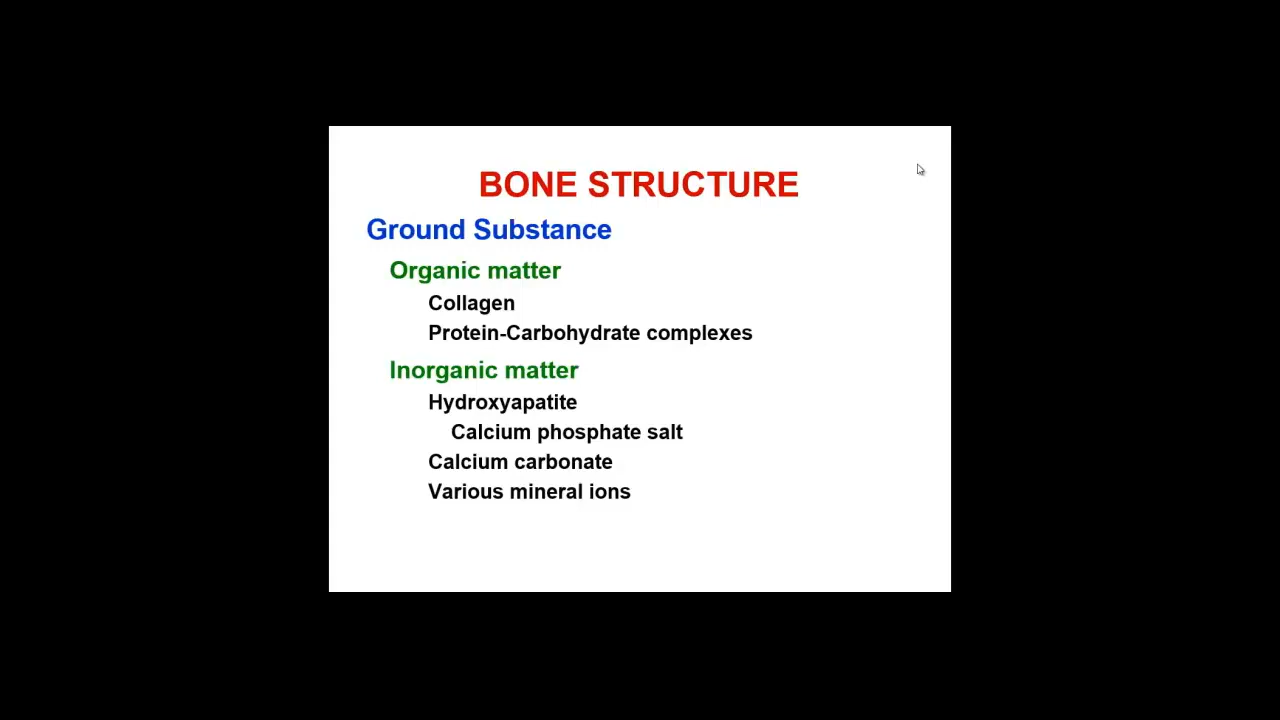 BONE STRUCTURE
Ground Substance
Organic matter
Collagen
Protein-Carbohydrate complexes
Inorganic matter
Hydroxyapatite
Calcium phosphate salt
Calcium carbonate
Various mineral ions